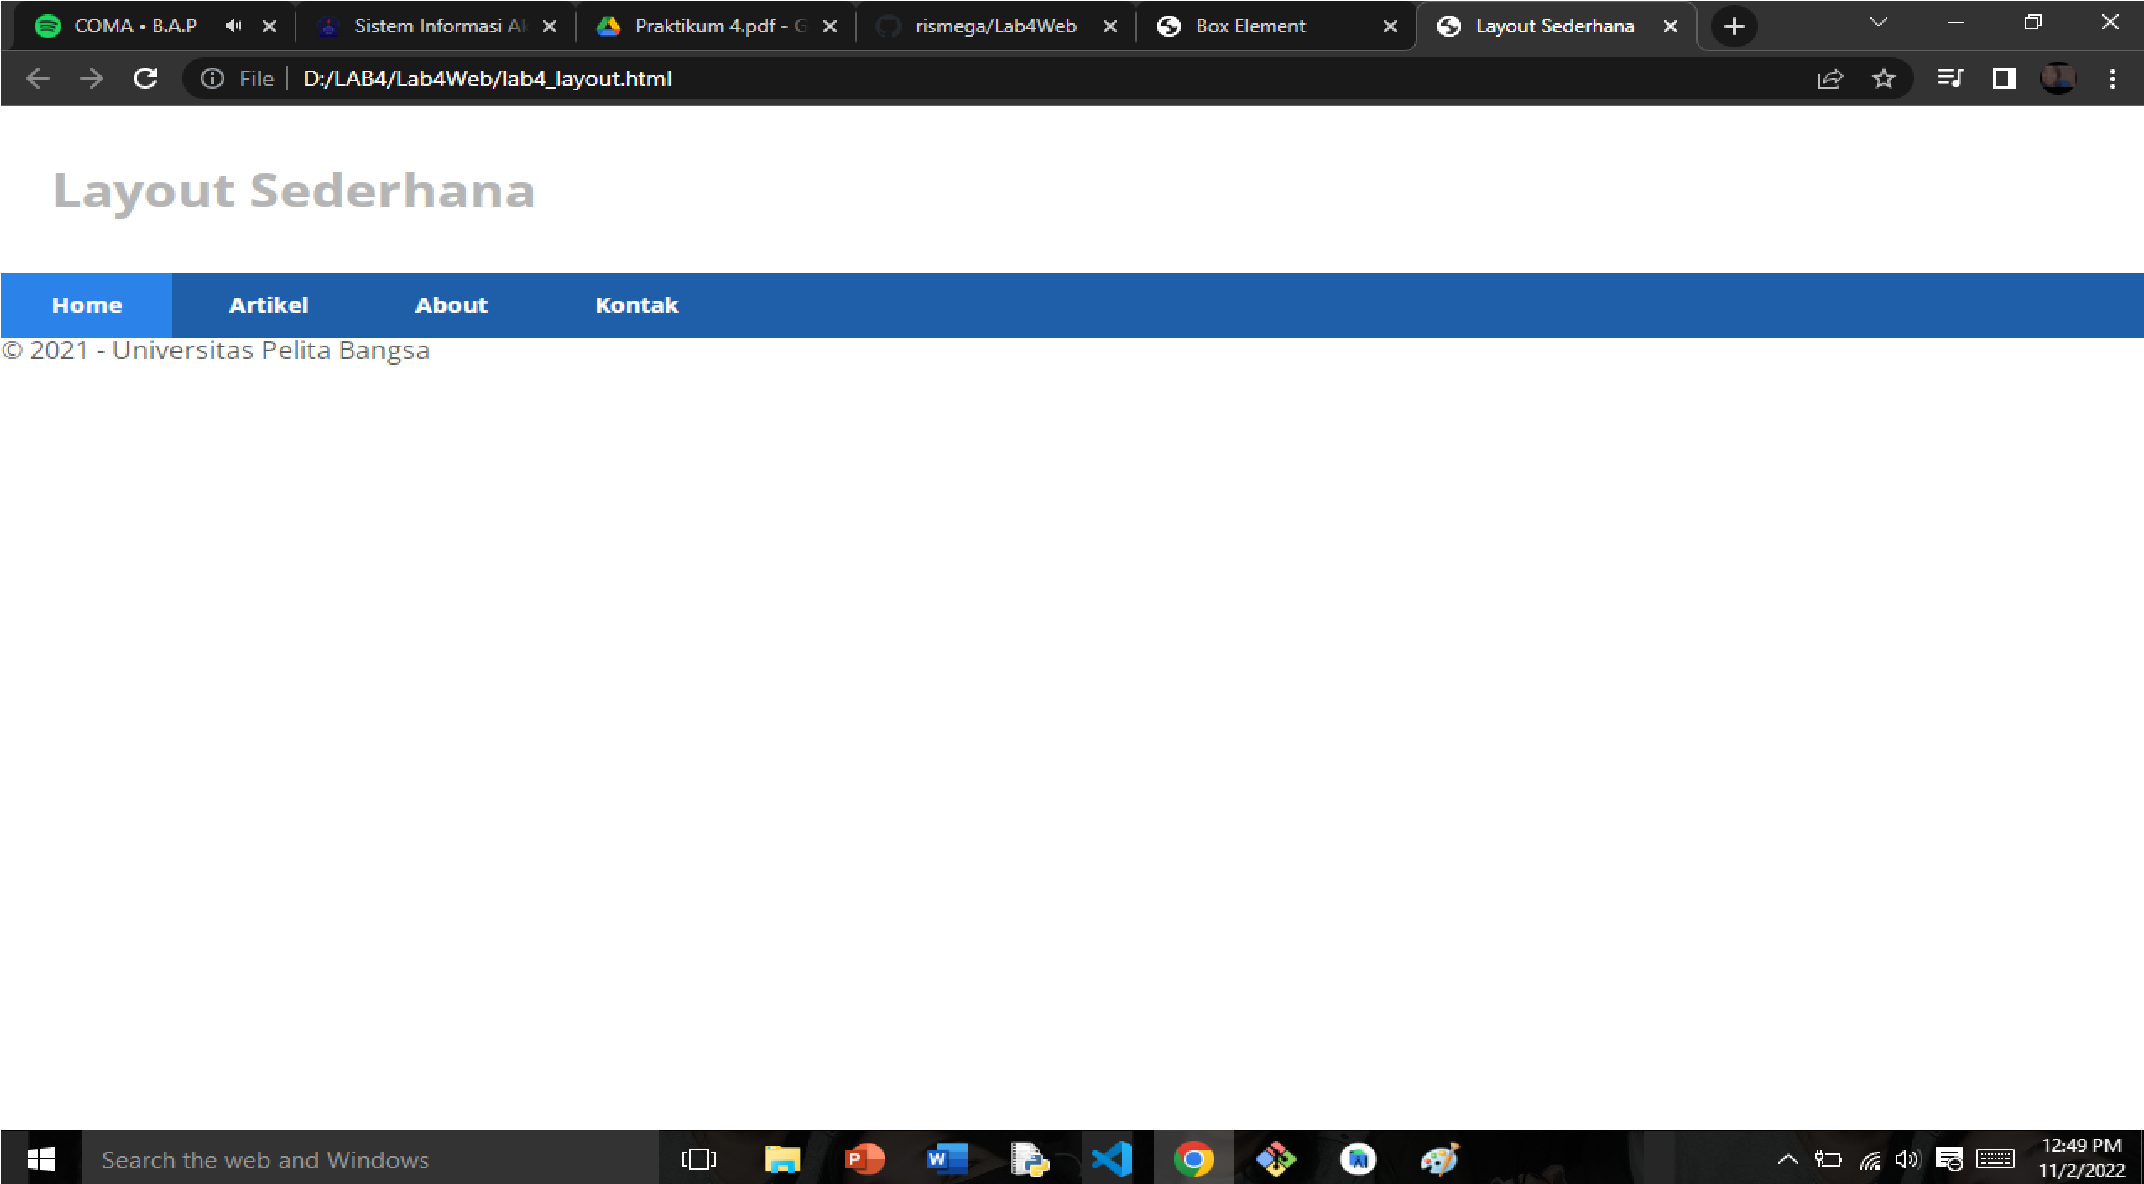 COMA • B.A.P
Sistem Informasi Ak
Praktikum 4.pdf - G
rismega/Lab4Web
Box Element
Layout Sederhana
File
D:/LAB4/Lab4Web/lab4_layout.html
Layout Sederhana
Home Artikel About Kontak
© 2021 - Universitas Pelita Bangsa
Search the web and Windows
12:49 PM
11/2/2022